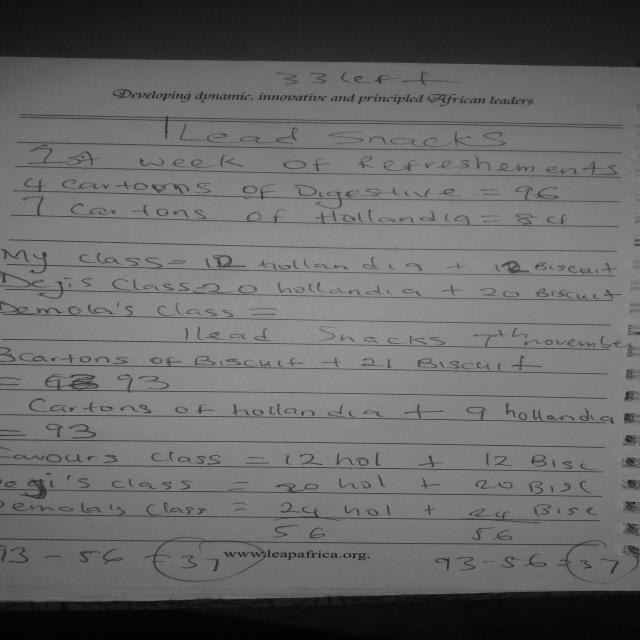 33 left
Developing dynamic, innovative and principled African leaders
1Lead Snacks
1st week of Refreshements
4 Cartoons of Digestive = 96
7 Cartons of Hollandia = 84
My class = 12 hollandia + 12 Biscuit
Deji's Class=20 hollandia + 20 Biscuit
Demola's class =
1lead Snacks 7th november
3cartons of Biscuit + 21 Biscuit
= 93
Cartons of hollandia + 9 hollandia
= 93
Favours class = 12 hol + 12 Bisc
Deji's class = 20 hol + 20 Bisc
Demola's class = 24 hol + 24 Bisc
56 56
93 - 56 = 37 www.leapafrica.org. 93-56=37